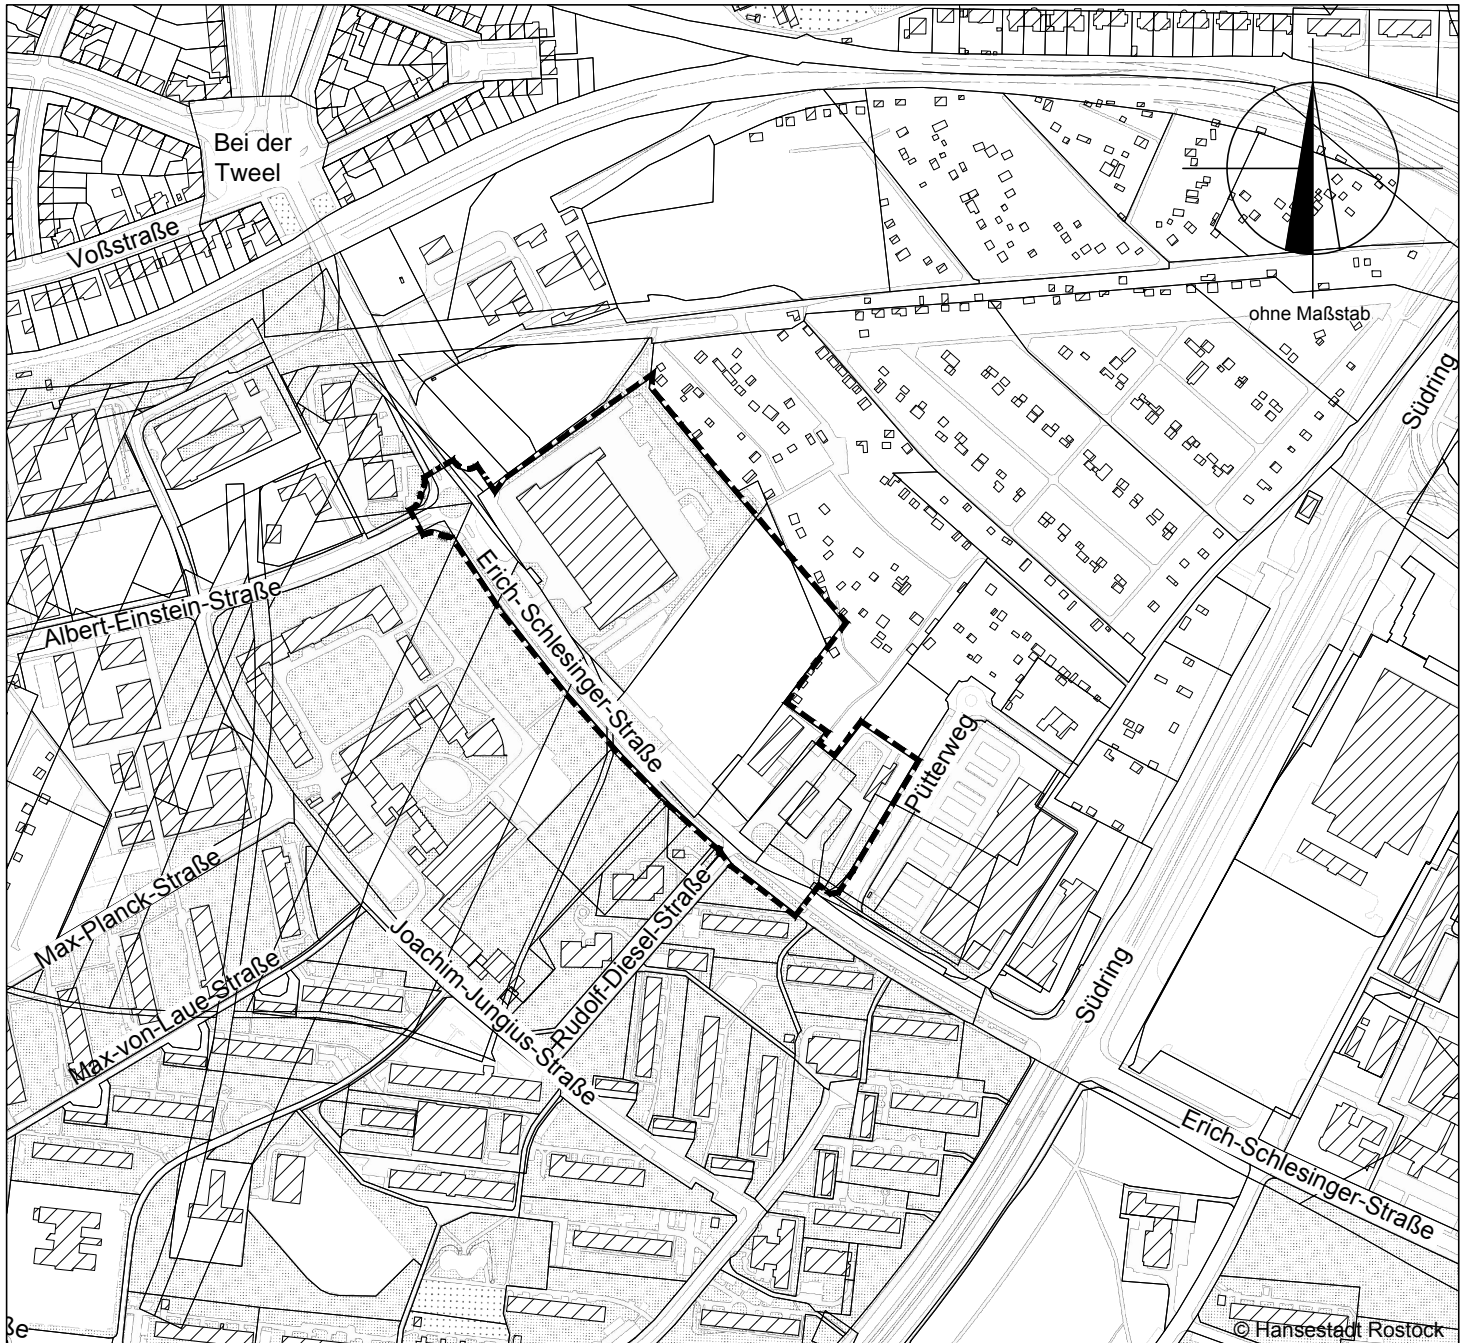 Bei der
Tweel
Voßstraße
ohne Maßstab
Südring
Albert-Einstein-Straße
Erich-Schlesinger-Straße
Pütterweg
Max-Planck-Straße
Joachim-Jungius-Straße
Rudolf-Diesel-Straße
Max-von-Laue-Straße
Südring
Erich-Schlesinger-Straße
ße
© Hansestadt Rostock